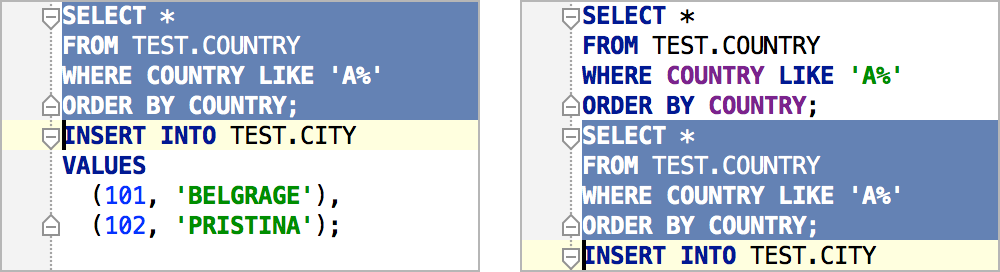 SELECT *
FROM TEST.COUNTRY
WHERE COUNTRY LIKE 'A%'
ORDER BY COUNTRY;
INSERT INTO TEST.CITY
VALUES
(101, 'BELGRAGE'),
(102, 'PRISTINA');
SELECT *
FROM TEST.COUNTRY
WHERE COUNTRY LIKE 'A%'
ORDER BY COUNTRY;
SELECT *
FROM TEST.COUNTRY
WHERE COUNTRY LIKE 'A%'
ORDER BY COUNTRY;
INSERT INTO TEST.CITY